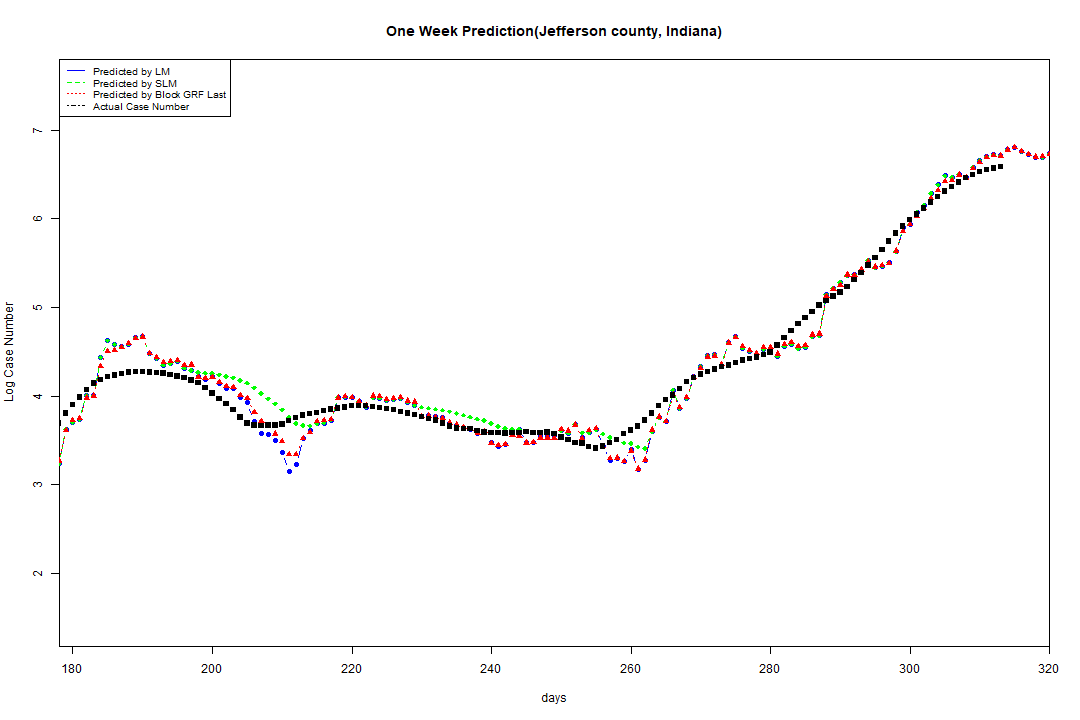 One Week Prediction(Jefferson county, Indiana)
Predicted by LM
Predicted by SLM
Predicted by Block GRF Last
Actual Case Number
7
6
5
4
3
2
Log Case Number
180 200 220 240 260 280 300 320
days